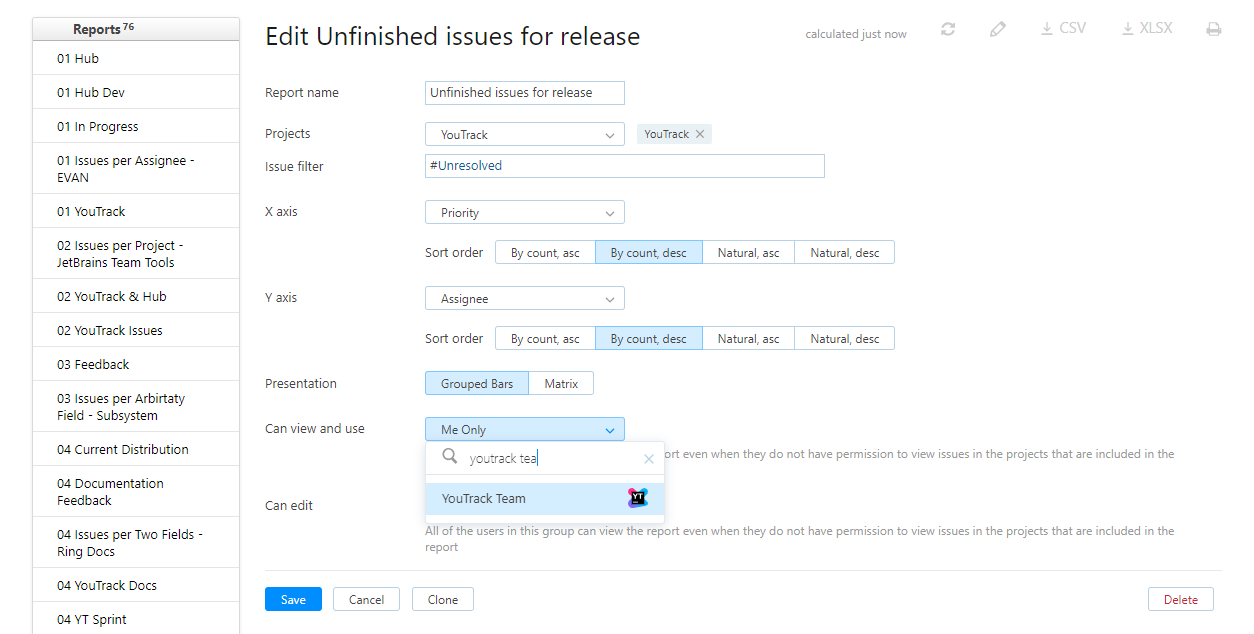 Reports 76
01 Hub
01 Hub Dev
01 In Progress
01 Issues per Assignee -
EVAN
01 YouTrack
02 Issues per Project -
JetBrains Team Tools
02 YouTrack & Hub
02 YouTrack Issues
03 Feedback
03 Issues per Arbirtaty
Field - Subsystem
04 Current Distribution
04 Documentation
Feedback
04 Issues per Two Fields -
Ring Docs
04 YouTrack Docs
04 YT Sprint
Edit Unfinished issues for release
calculated just now
CSV
XLSX
Report name
Unfinished issues for release
Projects
YouTrack
YouTrack
Issue filter
#Unresolved
X axis
Priority
Sort order
By count, asc
By count, desc
Natural, asc
Natural, desc
Y axis
Assignee
Sort order
By count, asc
By count, desc
Natural, asc
Natural, desc
Presentation
Grouped Bars
Matrix
Can view and use
Me Only
youtrack tea
ort even when they do not have permission to view issues in the projects that are included in the
YouTrack Team
YT
Can edit
All of the users in this group can view the report even when they do not have permission to view issues in the projects that are included in the
report
Save
Cancel
Clone
Delete